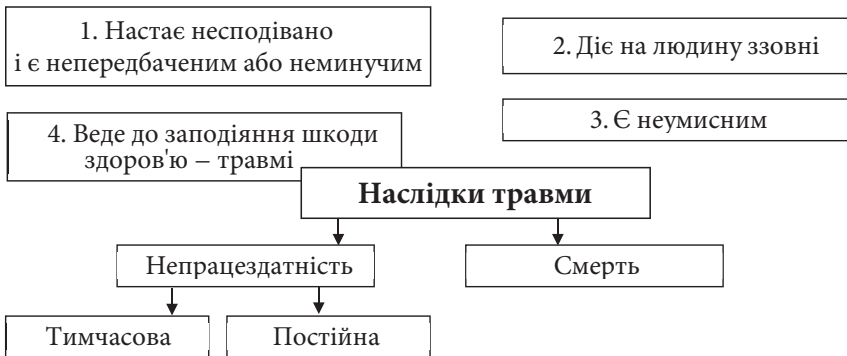 1. Настає несподівано
і є непередбаченим або неминучим
2. Діє на людину ззовні
3. Є неумисним
4. Веде до заподіяння шкоди
здоров'ю – травмі
Наслідки травми
Непрацездатність
Смерть
Тимчасова
Постійна